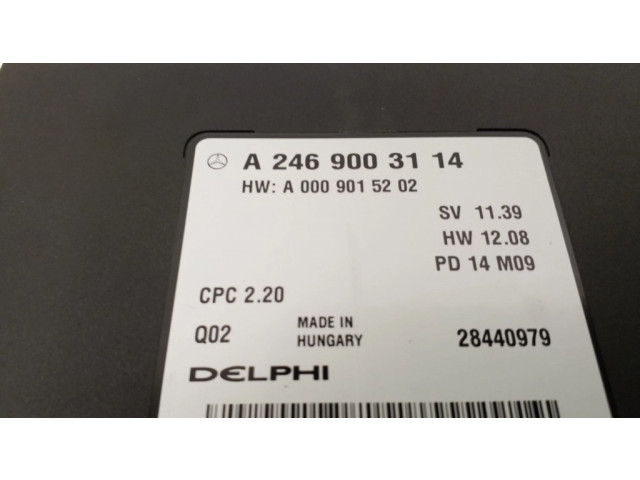 A 246 900 31 14
HW: A 000 901 52 02
SV 11.39
HW 12.08
PD 14 M09
CPC 2.20
Q02 MADE IN HUNGARY 28440979
DELPHI